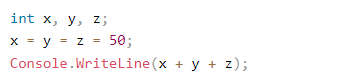 int x, y, z;
x = y = z = 50;
Console.WriteLine(x + y + z);